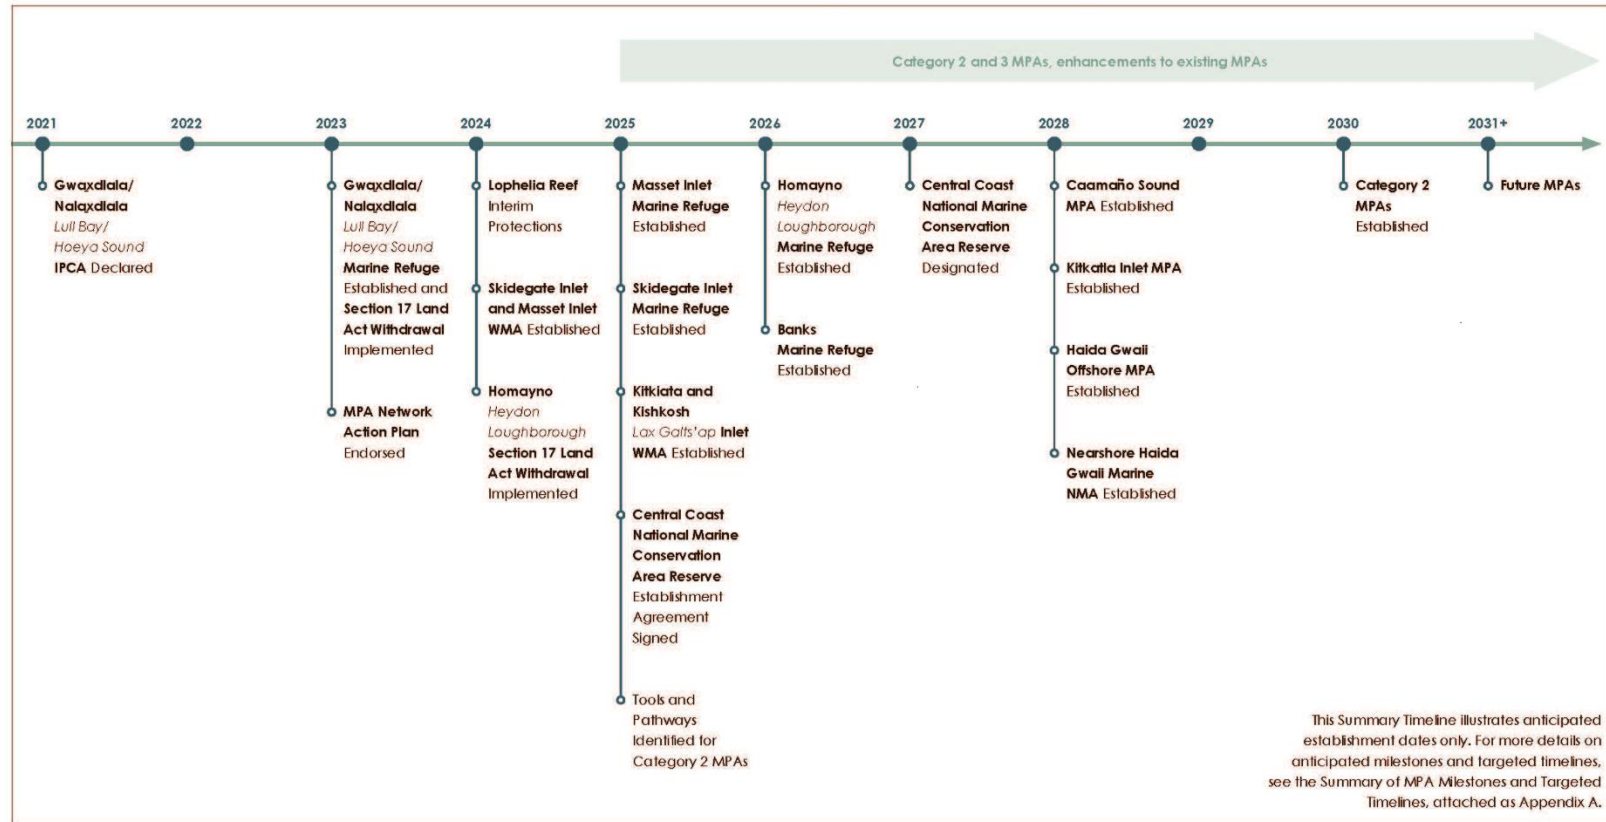 Category 2 and 3 MPAs, enhancements to existing MPAs
2021
2022
2023
2024
2025
2026
2027
2028
2029
2030
2031+
Gwa̱xdlala/
Nala̱xdlala
Lull Bay/
Hoeya Sound
IPCA Declared
Gwa̱xdlala/
Nala̱xdlala
Lull Bay/
Hoeya Sound
Marine Refuge
Established and
Section 17 Land
Act Withdrawal
Implemented
MPA Network
Action Plan
Endorsed
Lophelia Reef
Interim
Protections
Skidegate Inlet
and Masset Inlet
WMA Established
Homayno
Heydon
Loughborough
Section 17 Land
Act Withdrawal
Implemented
Masset Inlet
Marine Refuge
Established
Skidegate Inlet
Marine Refuge
Established
Kitkiata and
Kishkosh
Lax Galts'ap Inlet
WMA Established
Central Coast
National Marine
Conservation
Area Reserve
Establishment
Agreement
Signed
Tools and
Pathways
Identified for
Category 2 MPAs
Homayno
Heydon
Loughborough
Marine Refuge
Established
Banks
Marine Refuge
Established
Central Coast
National Marine
Conservation
Area Reserve
Designated
Caamaño Sound
MPA Established
Kitkatla Inlet MPA
Established
Haida Gwaii
Offshore MPA
Established
Nearshore Haida
Gwaii Marine
NMA Established
Category 2
MPAs
Established
Future MPAs
This Summary Timeline illustrates anticipated
establishment dates only. For more details on
anticipated milestones and targeted timelines,
see the Summary of MPA Milestones and Targeted
Timelines, attached as Appendix A.